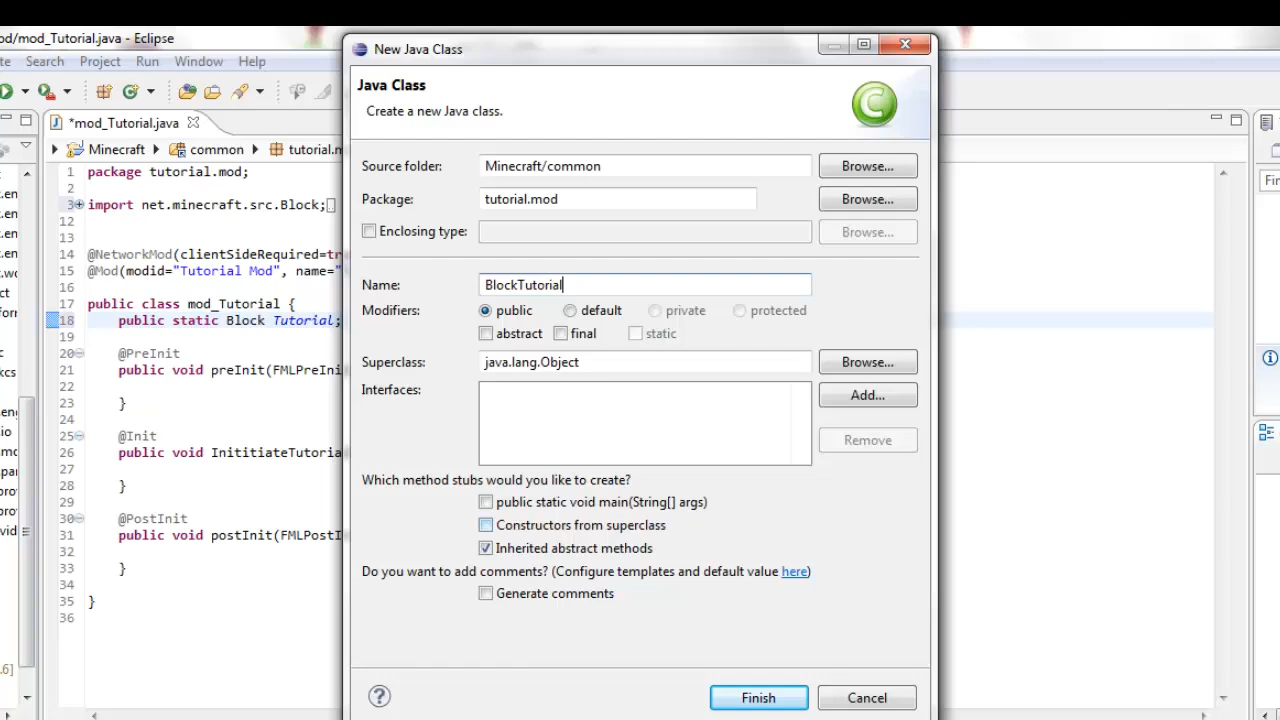 od/mod_Tutorial.java - Eclipse
Search Project Run Window Help
*mod_Tutorial.java
Minecraft common tutorial.m
1 package tutorial.mod;
2
3 import net.minecraft.src.Block;
12
13
14 @NetworkMod(clientSideRequired=tr
15 @Mod(modid="Tutorial Mod", name="
16
17 public class mod_Tutorial {
18 public static Block Tutorial;
19
20 @PreInit
21 public void preInit(FMLPreIni
22
23 }
24
25 @Init
26 public void InititiateTutoria
27
28 }
29
30 @PostInit
31 public void postInit(FMLPostI
32
33 }
34
35 }
36
New Java Class
Java Class
Create a new Java class.
Source folder: Minecraft/common Browse...
Package: tutorial.mod Browse...
Enclosing type: Browse...
Name: BlockTutorial
Modifiers: public default private protected
abstract final static
Superclass: java.lang.Object Browse...
Interfaces: Add...
Remove
Which method stubs would you like to create?
public static void main(String[] args)
Constructors from superclass
Inherited abstract methods
Do you want to add comments? (Configure templates and default value here)
Generate comments
Finish Cancel